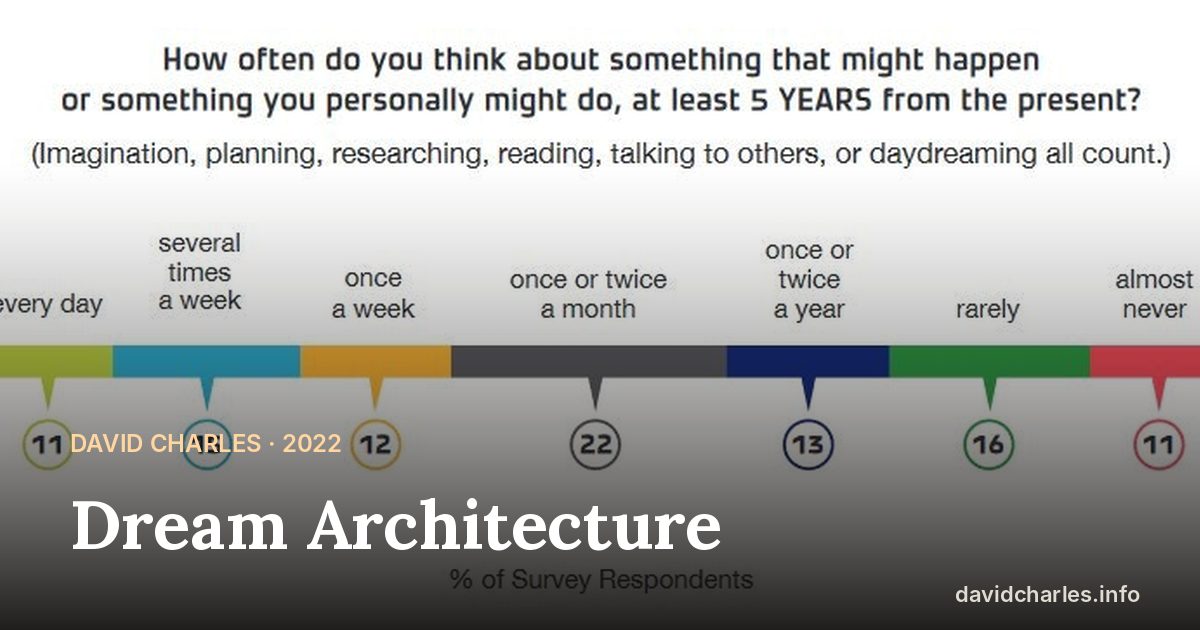 How often do you think about something that might happen
or something you personally might do, at least 5 YEARS from the present?
(Imagination, planning, researching, reading, talking to others, or daydreaming all count.)
every day
several
times
a week
once
a week
once or twice
a month
once or
twice
a year
rarely
almost
never
11
12
22
13
16
11
DAVID CHARLES · 2022
Dream Architecture
% of Survey Respondents
davidcharles.info